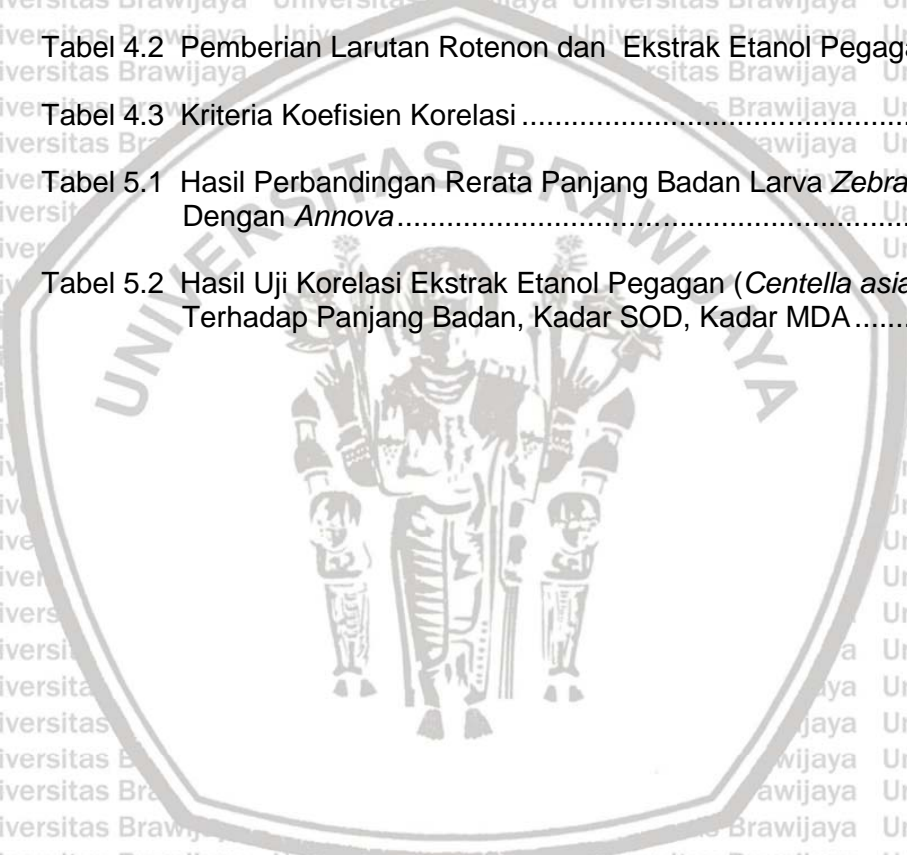 Tabel 4.2 Pemberian Larutan Rotenon dan Ekstrak Etanol
Tabel 4.3 Kriteria Koefisien Korelasi ..................................................
Tabel 5.1 Hasil Perbandingan Rerata Panjang Badan Larva Zebra
Dengan Annova..............................................................
Tabel 5.2 Hasil Uji Korelasi Ekstrak Etanol Pegagan (Centella
Terhadap Panjang Badan, Kadar SOD, Kadar MDA.......
UNIVERSITAS BRAWIJAYA